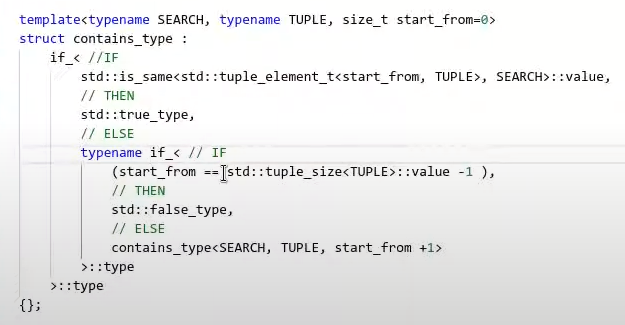 template<typename SEARCH, typename TUPLE, size_t start_from=0>
struct contains_type :
    if_< //IF
        std::is_same<std::tuple_element_t<start_from, TUPLE>, SEARCH>::value,
        // THEN
        std::true_type,
        // ELSE
        typename if_< // IF
            (start_from == std::tuple_size<TUPLE>::value -1 ),
            // THEN
            std::false_type,
            // ELSE
            contains_type<SEARCH, TUPLE, start_from +1>
        >::type
    >::type
{};